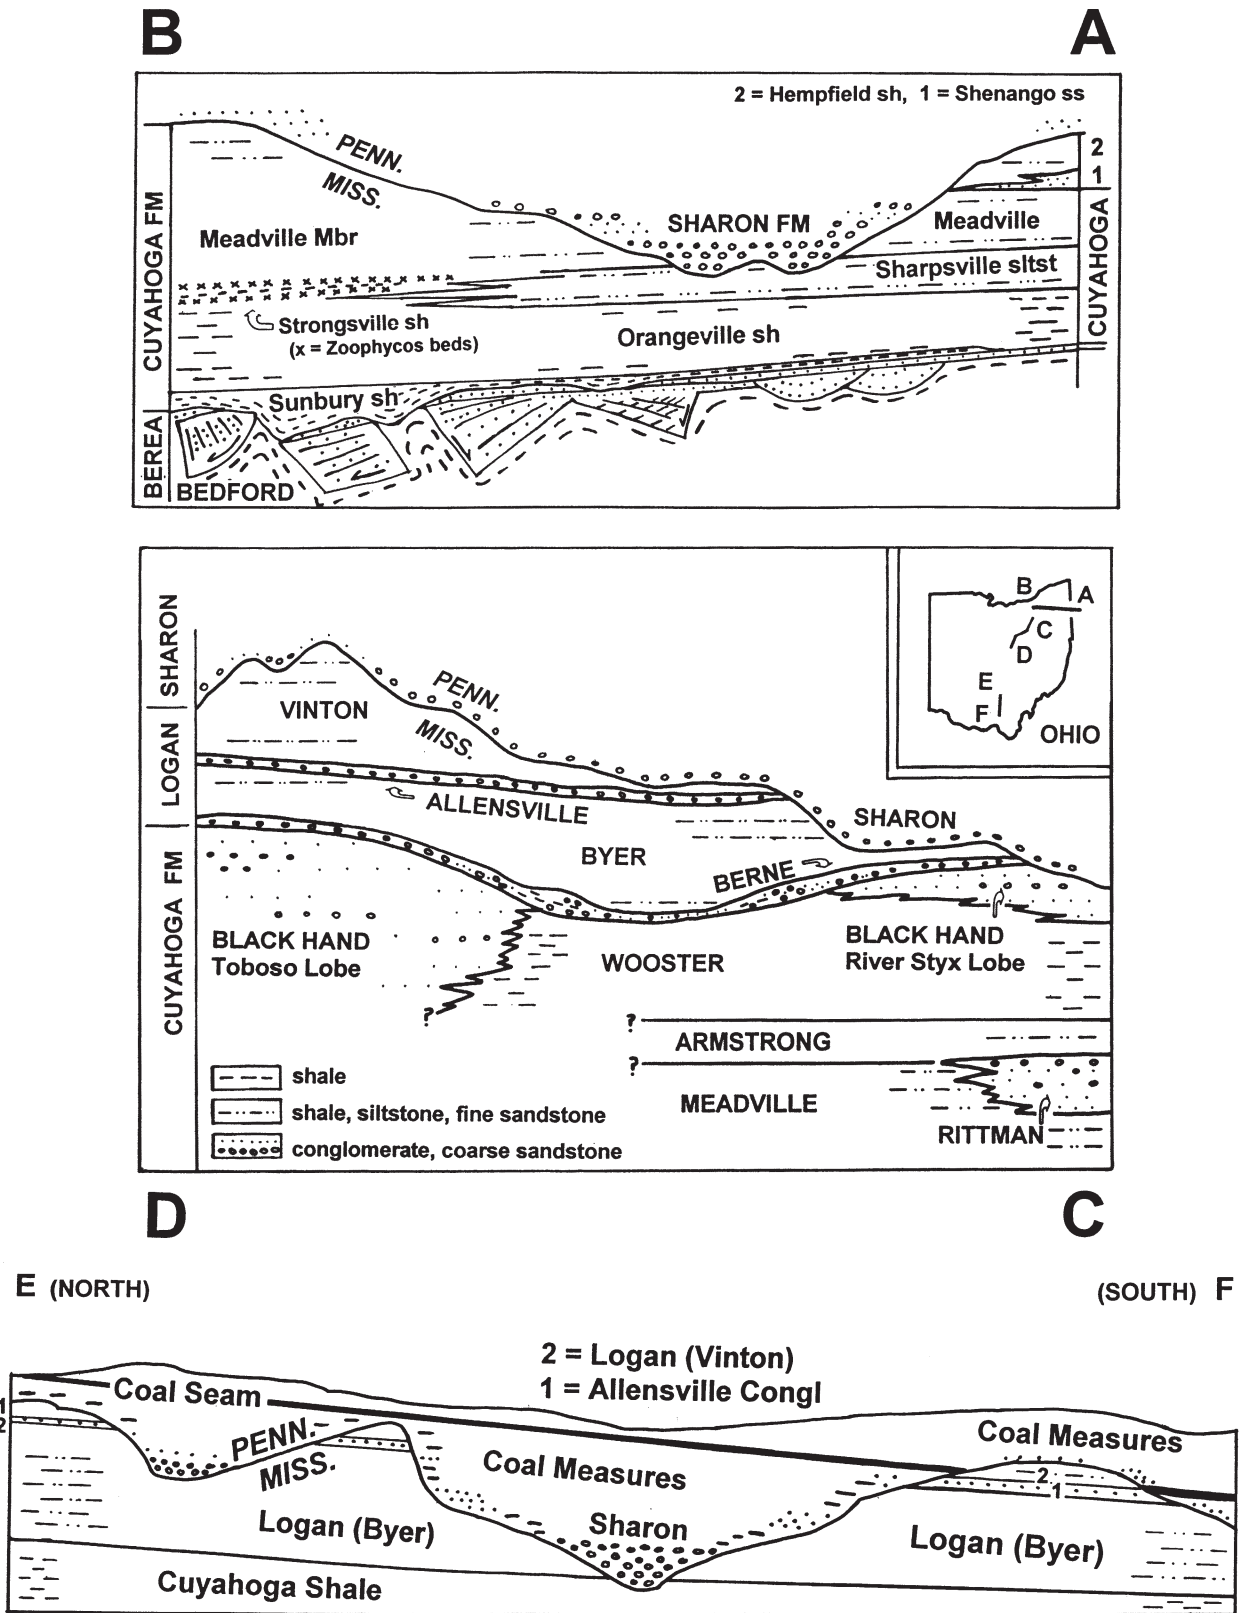 B
A
2 = Hempfield sh, 1 = Shenango ss
PENN.
MISS.
2
1
CUYAHOGA FM
Meadville Mbr
SHARON FM
Meadville
Sharpsville sltst
CUYAHOGA
Strongsville sh
(x = Zoophycos beds)
Orangeville sh
Sunbury sh
BEREA
BEDFORD
SHARON
LOGAN
CUYAHOGA FM
B
A
C
D
E
F
OHIO
PENN.
MISS.
VINTON
ALLENSVILLE
SHARON
BYER
BERNE
BLACK HAND
Toboso Lobe
WOOSTER
BLACK HAND
River Styx Lobe
?
?
ARMSTRONG
?
MEADVILLE
RITTMAN
shale
shale, siltstone, fine sandstone
conglomerate, coarse sandstone
D
C
E (NORTH)
(SOUTH) F
2 = Logan (Vinton)
1 = Allensville Congl
Coal Seam
1
2
PENN.
MISS.
Coal Measures
Coal Measures
2
1
Sharon
Logan (Byer)
Logan (Byer)
Cuyahoga Shale